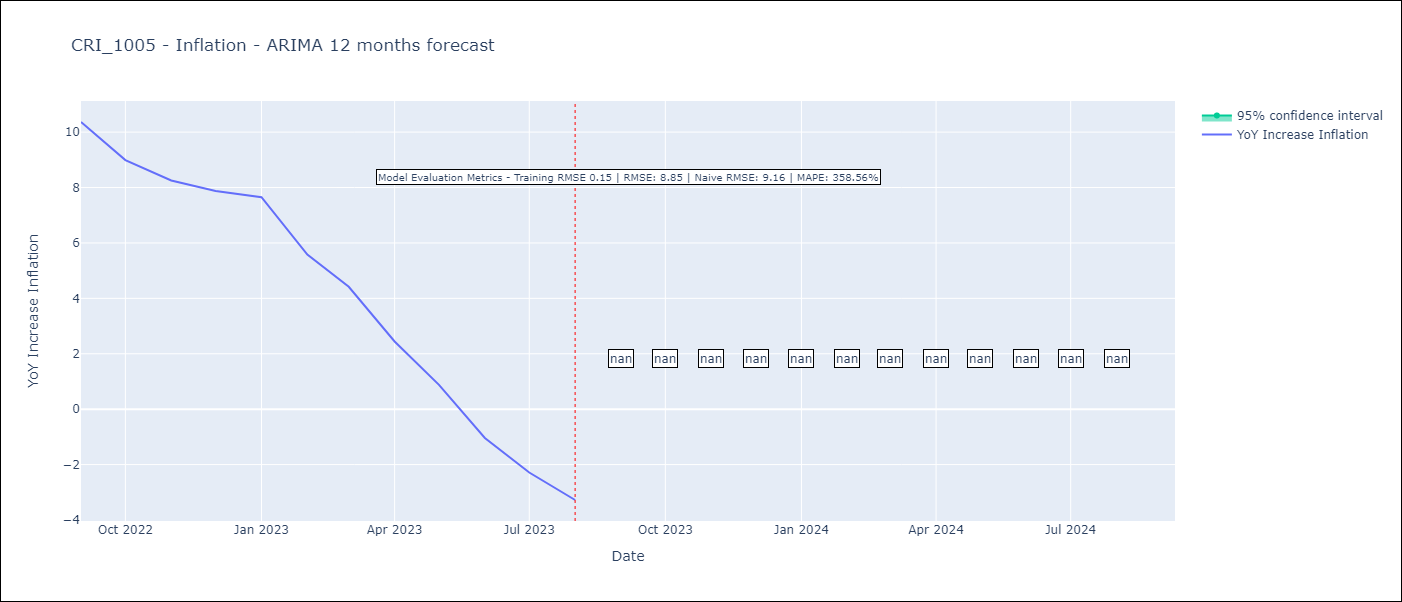 CRI_1005 - Inflation - ARIMA 12 months forecast
95% confidence interval
YoY Increase Inflation
Model Evaluation Metrics - Training RMSE 0.15 | RMSE: 8.85 | Naive RMSE: 9.16 | MAPE: 358.56%
YoY Increase Inflation
10
8
6
4
2
0
−2
−4
nan nan nan nan nan nan nan nan nan nan nan nan
Oct 2022 Jan 2023 Apr 2023 Jul 2023 Oct 2023 Jan 2024 Apr 2024 Jul 2024
Date